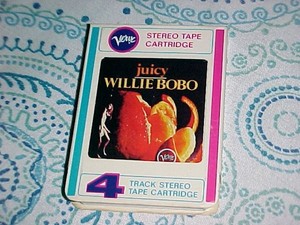 Verve
STEREO TAPE
CARTRIDGE
juicy
WILLIE BOBO
Verve
4
TRACK STEREO
TAPE CARTRIDGE